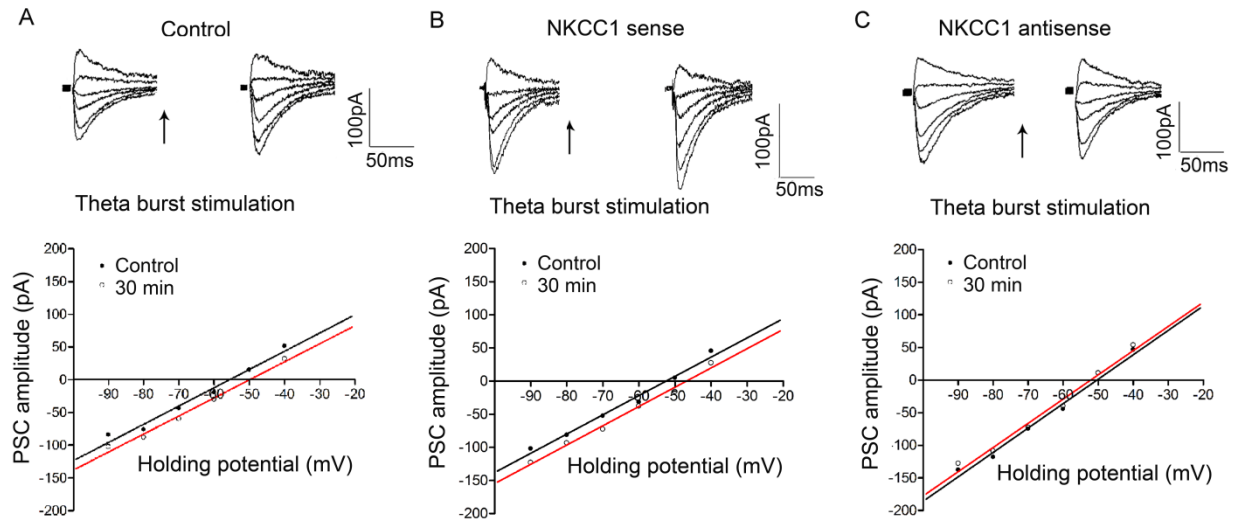 A
Control
100pA
50ms
Theta burst stimulation
PSC amplitude (pA)
200
150
100
50
0
-50
-100
-150
-200
Control
30 min
-90 -80 -70 -60 -50 -40 -30 -20
Holding potential (mV)
B
NKCC1 sense
100pA
50ms
Theta burst stimulation
PSC amplitude (pA)
200
150
100
50
0
-50
-100
-150
-200
Control
30 min
-90 -80 -70 -60 -50 -40 -30 -20
Holding potential (mV)
C
NKCC1 antisense
100pA
50ms
Theta burst stimulation
PSC amplitude (pA)
200
150
100
50
0
-50
-100
-150
-200
Control
30 min
-90 -80 -70 -60 -50 -40 -30 -20
Holding potential (mV)